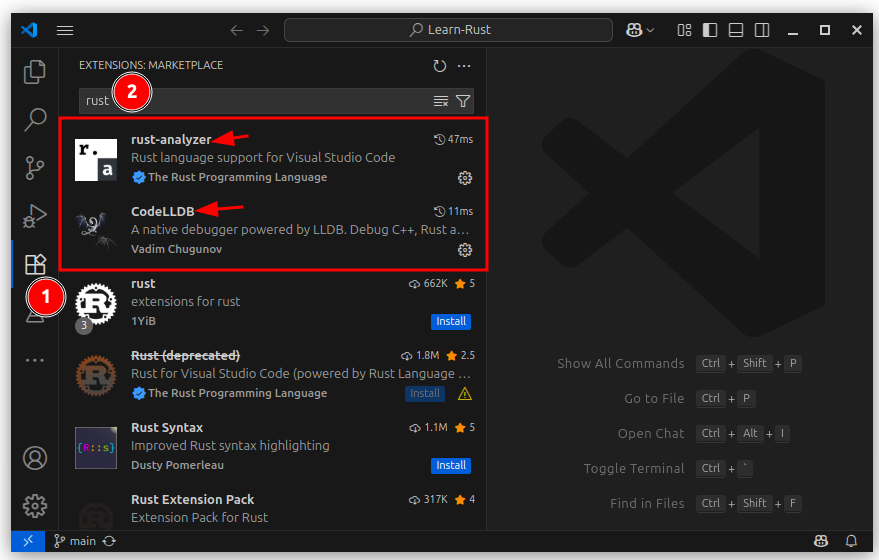 Learn-Rust
EXTENSIONS: MARKETPLACE
rust
2
r.
a
rust-analyzer
47ms
Rust language support for Visual Studio Code
The Rust Programming Language
CodeLLDB
11ms
A native debugger powered by LLDB. Debug C++, Rust a...
Vadim Chugunov
1
rust
662K 5
extensions for rust
3
1YiB
Install
Rust (deprecated)
1.8M 2.5
Rust for Visual Studio Code (powered by Rust Language ...
The Rust Programming Language
Install
{R::s}
Rust Syntax
1.1M 5
Improved Rust syntax highlighting
Dusty Pomerleau
Install
Rust Extension Pack
317K 4
Extension Pack for Rust
Show All Commands Ctrl + Shift + P
Go to File Ctrl + P
Open Chat Ctrl + Alt + I
Toggle Terminal Ctrl + `
Find in Files Ctrl + Shift + F
main